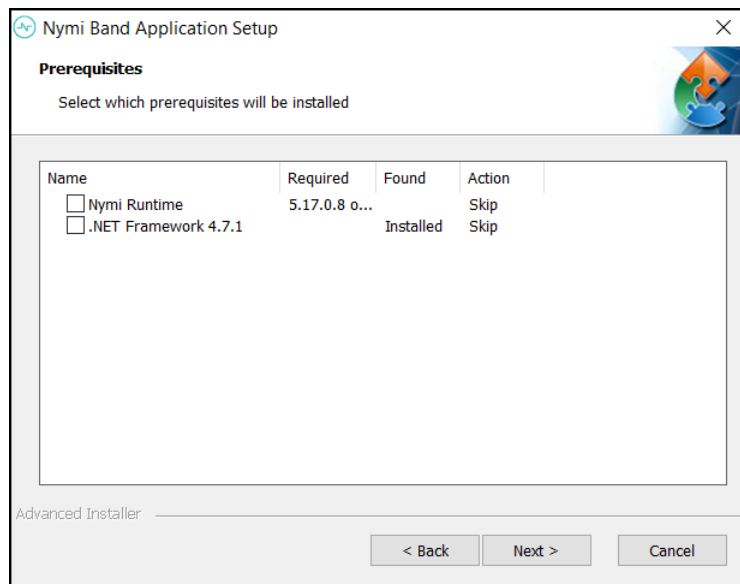 Nymi Band Application Setup
Prerequisites
Select which prerequisites will be installed
Name Required Found Action
Nymi Runtime 5.17.0.8 o... Skip
.NET Framework 4.7.1 Installed Skip
Advanced Installer
< Back Next > Cancel